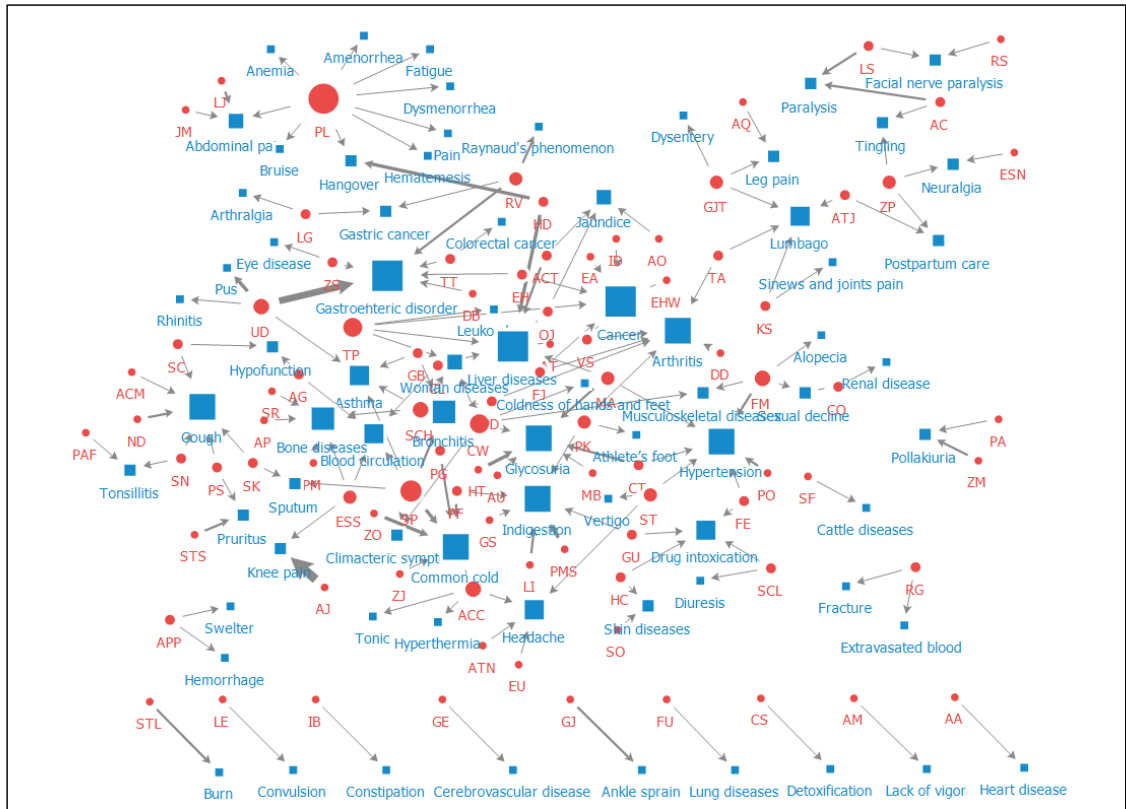 Amenorrhea
Anemia
Fatigue
LS
RS
Facial nerve paralysis
LJ
Dysmenorrhea
Paralysis
JM
PL
AQ
AC
Abdominal pa
Pain
Raynaud's phenomenon
Dysentery
Tingling
Bruise
Hangover
Hematemesis
Leg pain
Neuralgia
ESN
RV
GJT
ZP
Arthralgia
HD
Jaundice
ATJ
LG
Gastric cancer
Colorectal cancer
Lumbago
Eye disease
ID
AO
Postpartum care
ZS
TT
ACT
EA
TA
Sinews and joints pain
Pus
EH
EHW
Gastroenteric disorder
DB
Rhinitis
UD
Leuko
OJ
Cancer
KS
TP
Arthritis
Alopecia
SC
Hypofunction
GB
Liver diseases
AT
VS
DD
Renal disease
ACM
AG
Asthma
Woman diseases
FJ
MA
FM
CO
SR
Coldness of hands and feet
Musculoskeletal diseases
Sexual decline
ND
Cough
AP
Bone diseases
SCH
Bronchitis
D
PAF
Blood circulation
CW
Glycosuria
PK
Athlete's foot
Hypertension
PA
Pollakiuria
Tonsillitis
SN
PS
SK
PM
PG
HT
AU
MB
CT
PO
SF
ZM
Sputum
ESS
SP
Vertigo
ST
STS
Pruritus
ZO
GS
Indigestion
FE
Cattle diseases
Knee pain
Climacteric sympt
Common cold
PMS
GU
Drug intoxication
AJ
ZJ
ACC
LI
HC
Diuresis
SCL
RG
APP
Swelter
Tonic
Hyperthermia
Headache
Skin diseases
Fracture
SO
Extravasated blood
Hemorrhage
ATN
EU
STL
LE
IB
GE
GJ
FU
CS
AM
AA
Burn
Convulsion
Constipation
Cerebrovascular disease
Ankle sprain
Lung diseases
Detoxification
Lack of vigor
Heart disease